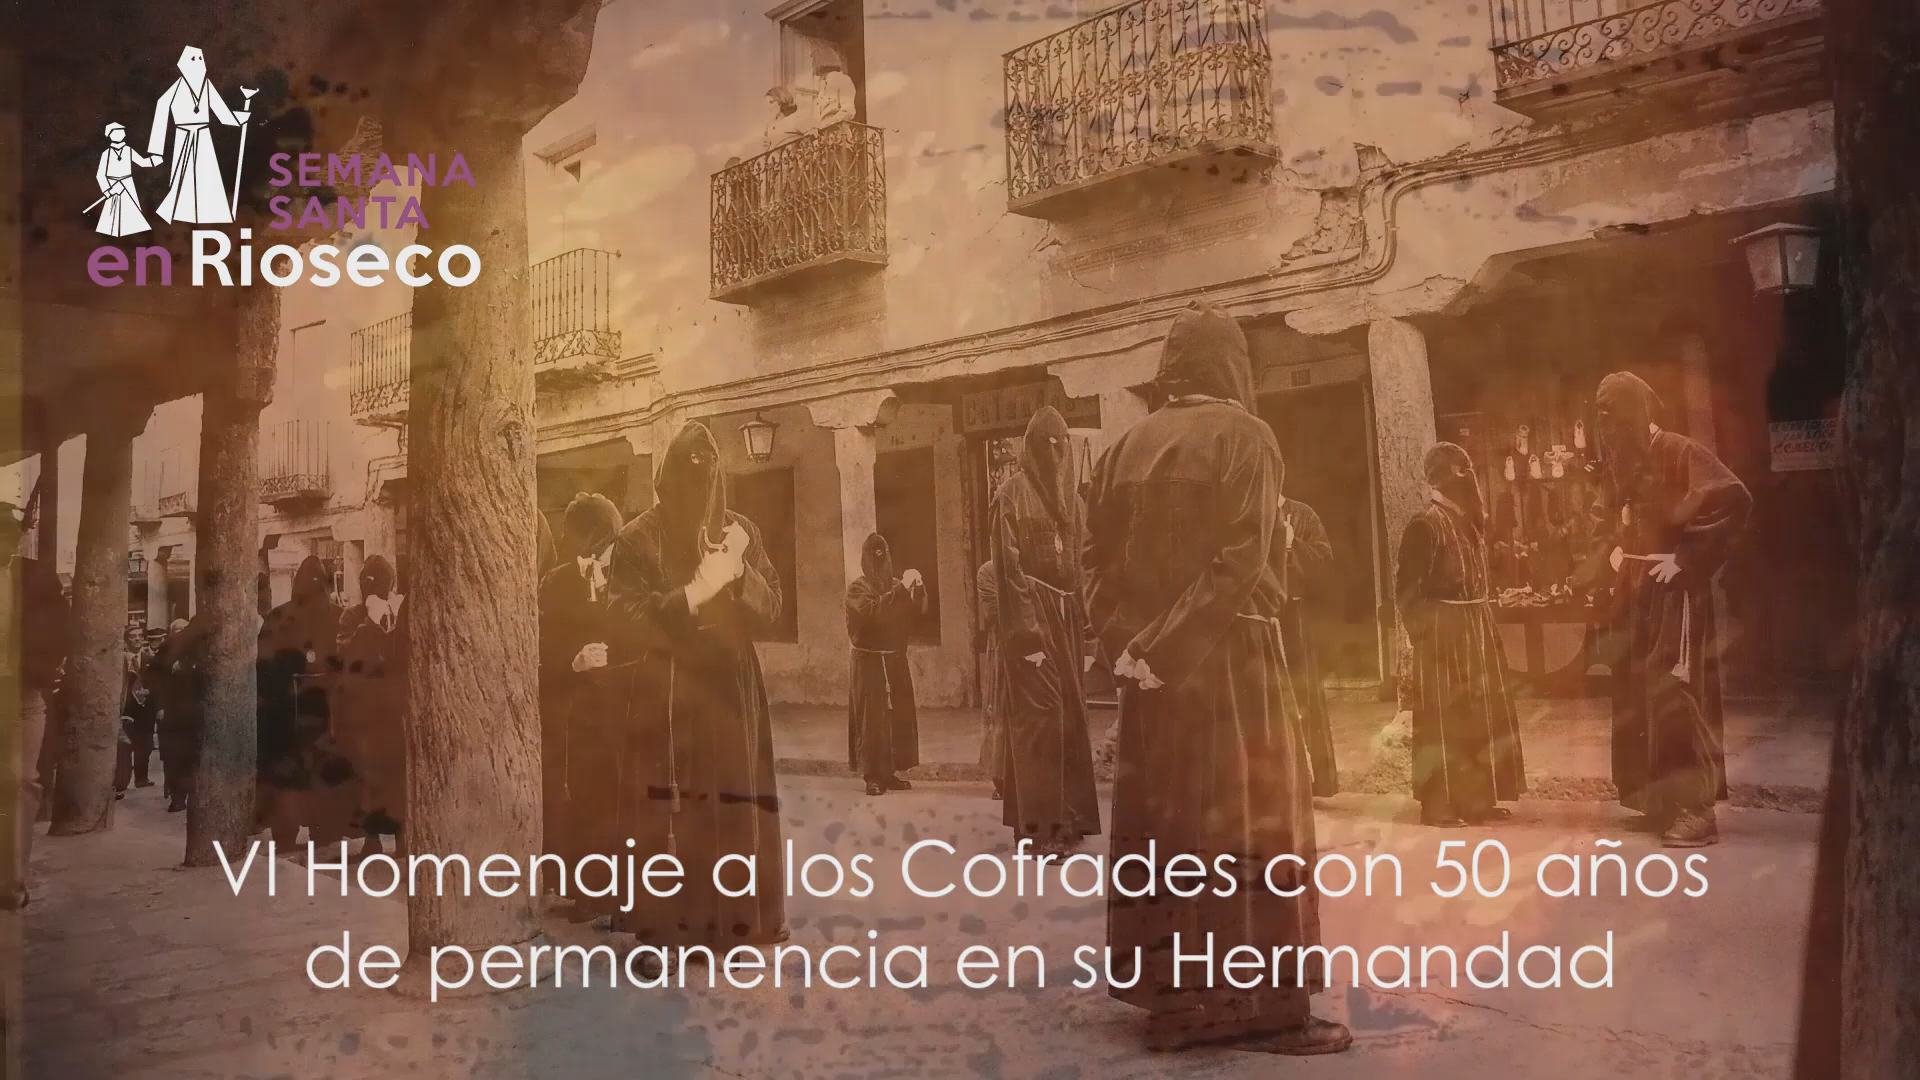 SEMANA
SANTA
en Rioseco
VI Homenaje a los Cofrades con 50 años
de permanencia en su Hermandad